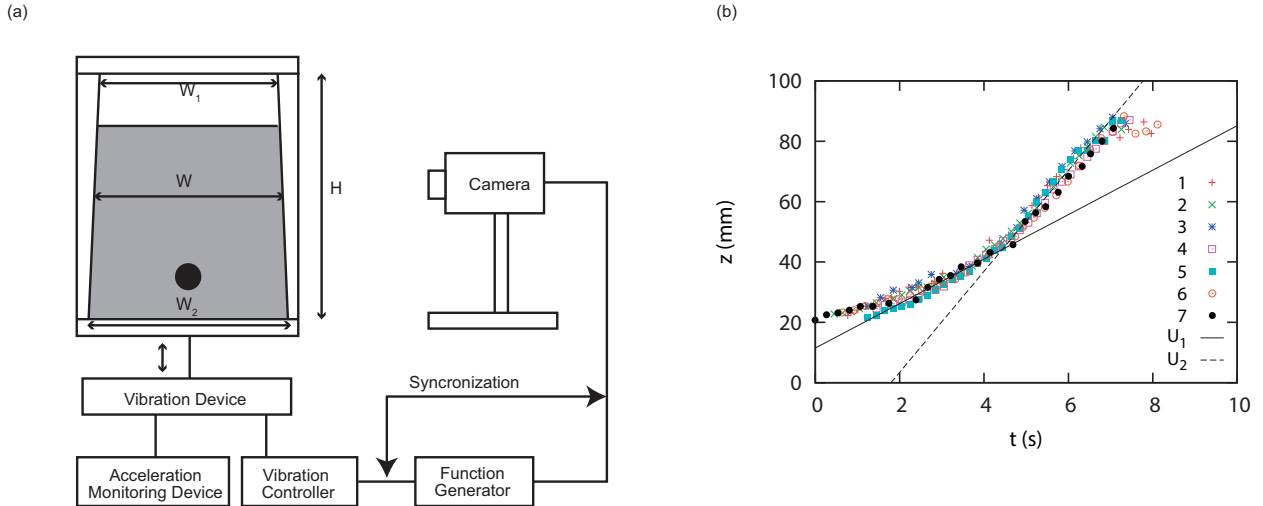 (a)
W1
W
H
W2
Camera
Syncronization
Vibration Device
Acceleration
Monitoring Device
Vibration
Controller
Function
Generator
(b)
100
80
60
40
20
0
z (mm)
0 2 4 6 8 10
t (s)
1
2
3
4
5
6
7
U1
U2